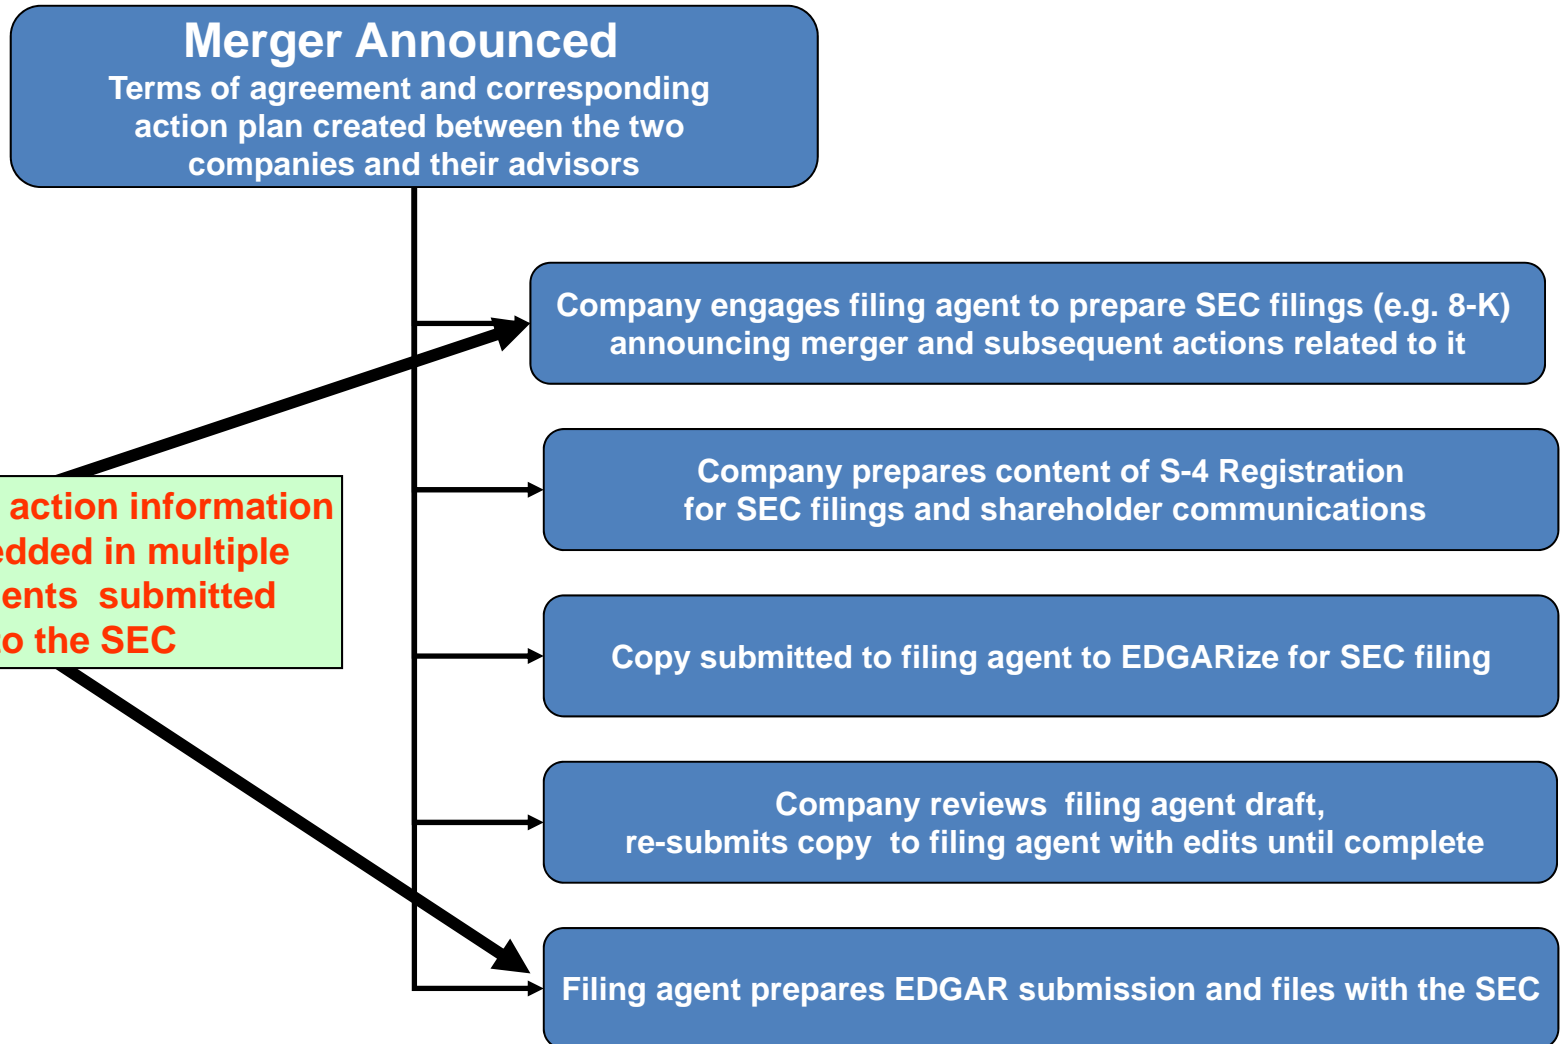 Merger Announced
Terms of agreement and corresponding
action plan created between the two
companies and their advisors
Company engages filing agent to prepare SEC filings (e.g. 8-K)
announcing merger and subsequent actions related to it
Company prepares content of S-4 Registration
for SEC filings and shareholder communications
action information
edded in multiple
ents submitted
to the SEC
Copy submitted to filing agent to EDGARize for SEC filing
Company reviews filing agent draft,
re-submits copy to filing agent with edits until complete
Filing agent prepares EDGAR submission and files with the SEC